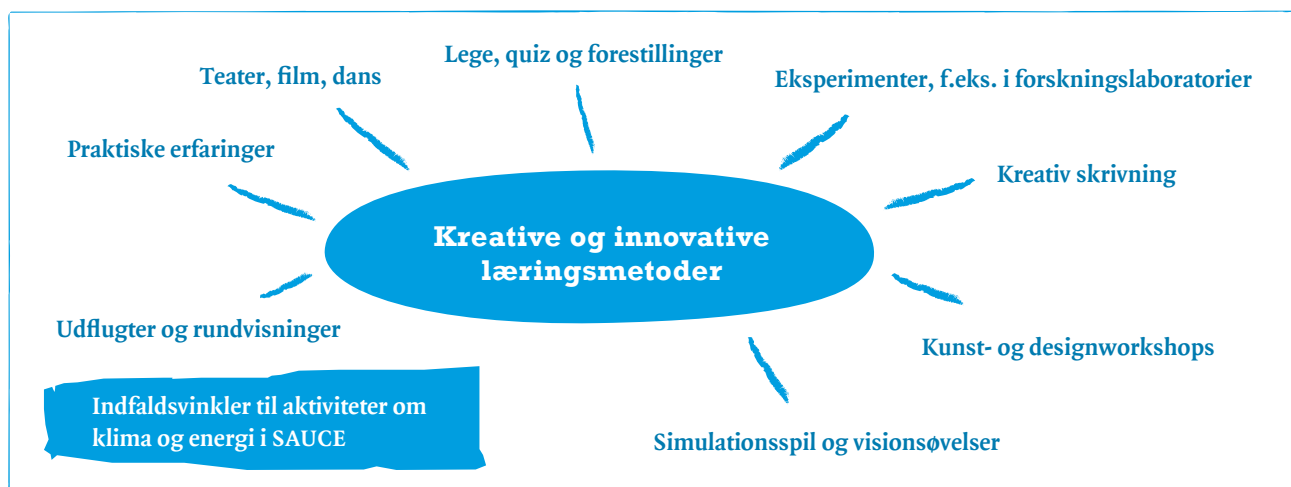 Lege, quiz og forestillinger
Teater, film, dans
Eksperimenter, f.eks. i forskningslaboratorier
Praktiske erfaringer
Kreativ skrivning
Kreative og innovative
læringsmetoder
Udflugter og rundvisninger
Kunst- og designworkshops
Indfaldsvinkler til aktiviteter om
klima og energi i SAUCE
Simulationsspil og visionsøvelser